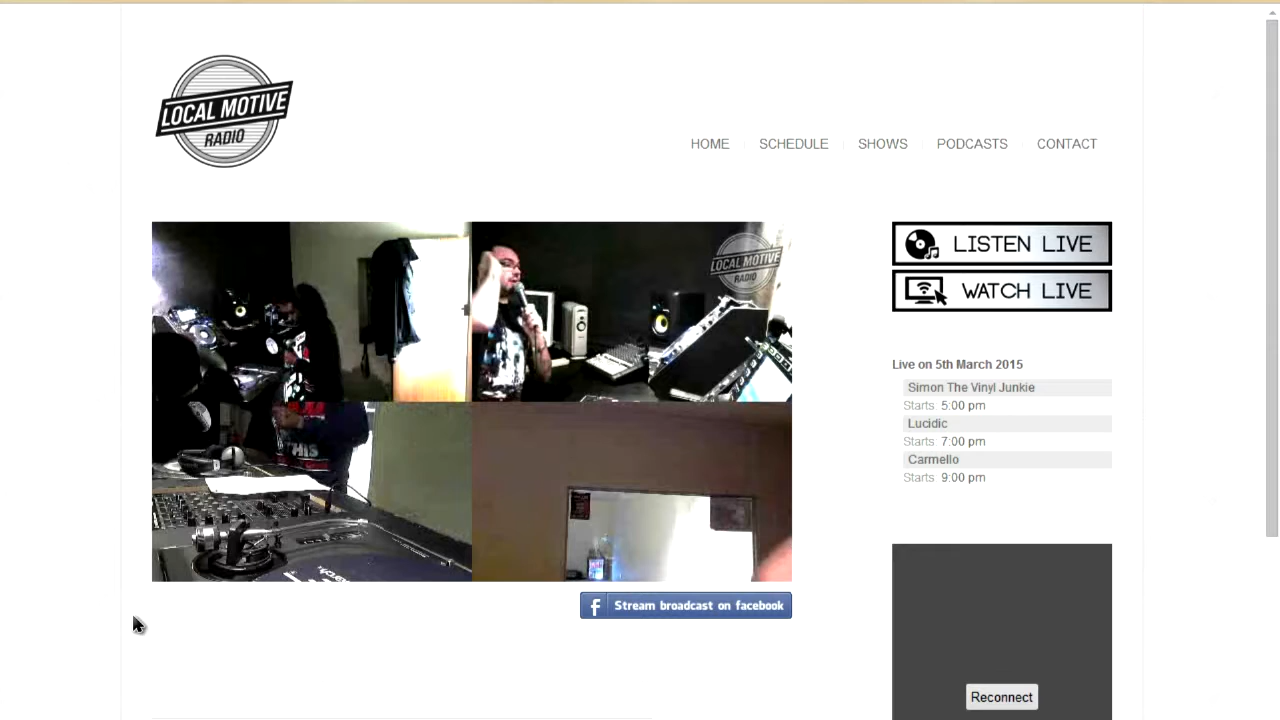 LOCAL MOTIVE
RADIO
HOME
SCHEDULE
SHOWS
PODCASTS
CONTACT
LOCAL MOTIVE
RADIO
LISTEN LIVE
WATCH LIVE
Live on 5th March 2015
Simon The Vinyl Junkie
Starts: 5:00 pm
Lucidic
Starts: 7:00 pm
Carmello
Starts: 9:00 pm
THIS
f Stream broadcast on facebook
Reconnect